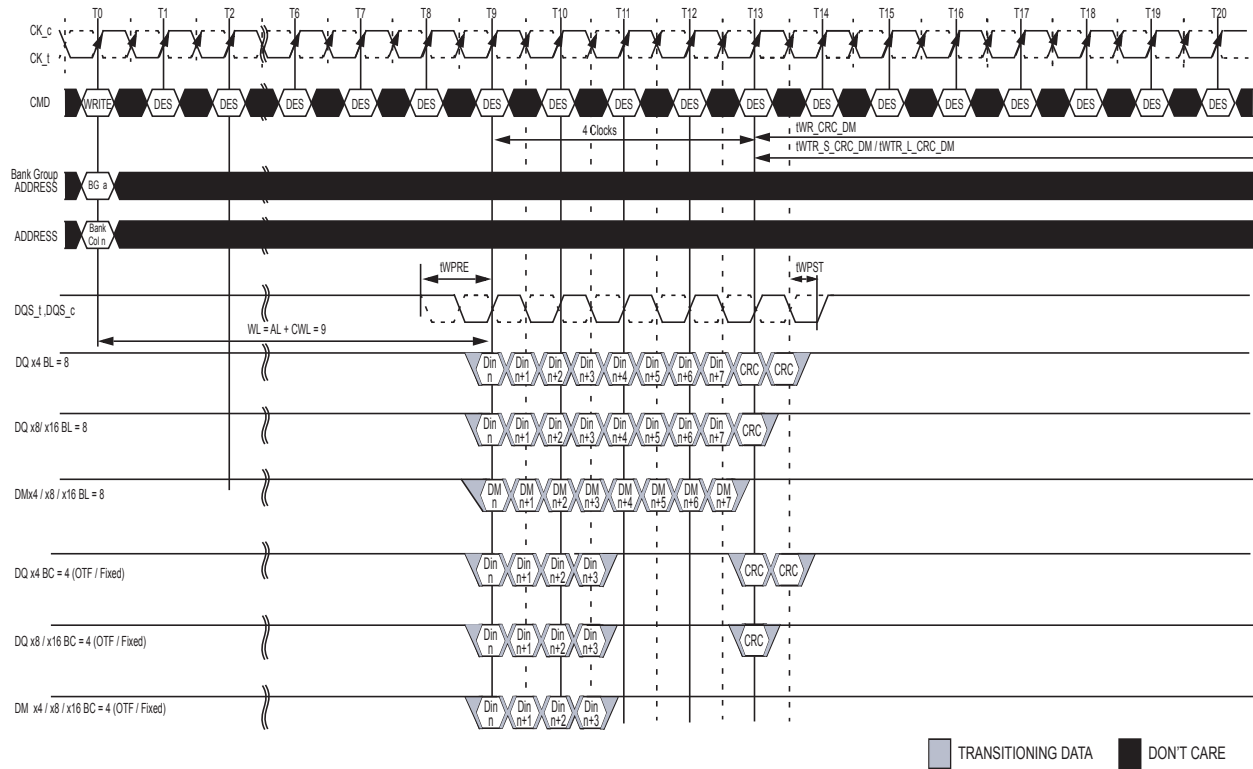 T0 T1 T2 T6 T7 T8 T9 T10 T11 T12 T13 T14 T15 T16 T17 T18 T19 T20
CK_c
CK_t
CMD WRITE DES DES DES DES DES DES DES DES DES DES DES DES DES DES DES DES DES
4 Clocks
tWR_CRC_DM
tWTR_S_CRC_DM / tWTR_L_CRC_DM
Bank Group
ADDRESS
BG a
ADDRESS
Bank
Col n
tWPRE
tWPST
DQS_t ,DQS_c
WL = AL + CWL = 9
DQ x4 BL = 8
Din Din Din Din Din Din Din Din CRC CRC
n n+1 n+2 n+3 n+4 n+5 n+6 n+7
DQ x8/ x16 BL = 8
Din Din Din Din Din Din Din Din CRC
n n+1 n+2 n+3 n+4 n+5 n+6 n+7
DMx4 / x8 / x16 BL = 8
DM DM DM DM DM DM DM DM
n n+1 n+2 n+3 n+4 n+5 n+6 n+7
DQ x4 BC = 4 (OTF / Fixed)
Din Din Din Din CRC CRC
n n+1 n+2 n+3
DQ x8 / x16 BC = 4 (OTF / Fixed)
Din Din Din Din CRC
n n+1 n+2 n+3
DM x4 / x8 / x16 BC = 4 (OTF / Fixed)
Din Din Din Din
n n+1 n+2 n+3
TRANSITIONING DATA
DON'T CARE